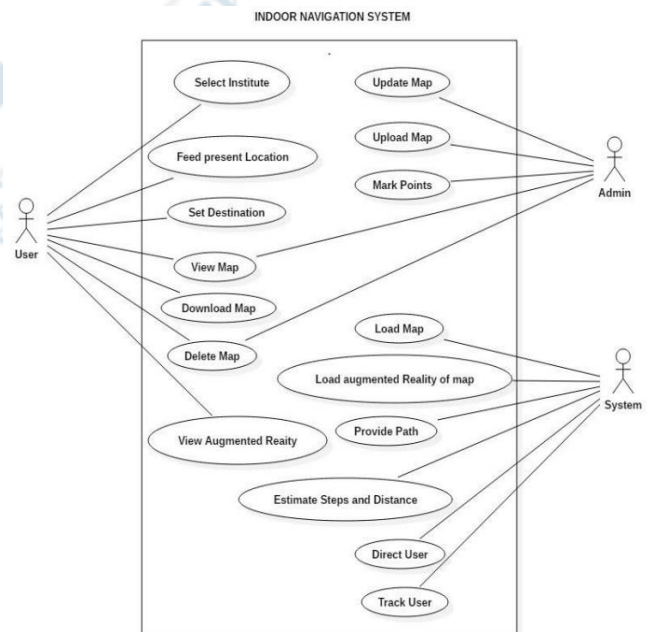 INDOOR NAVIGATION SYSTEM
Select Institute
Update Map
Feed present Location
Upload Map
Mark Points
Admin
Set Destination
User
View Map
Download Map
Load Map
Delete Map
Load augmented Reality of map
System
View Augmented Reaity
Provide Path
Estimate Steps and Distance
Direct User
Track User